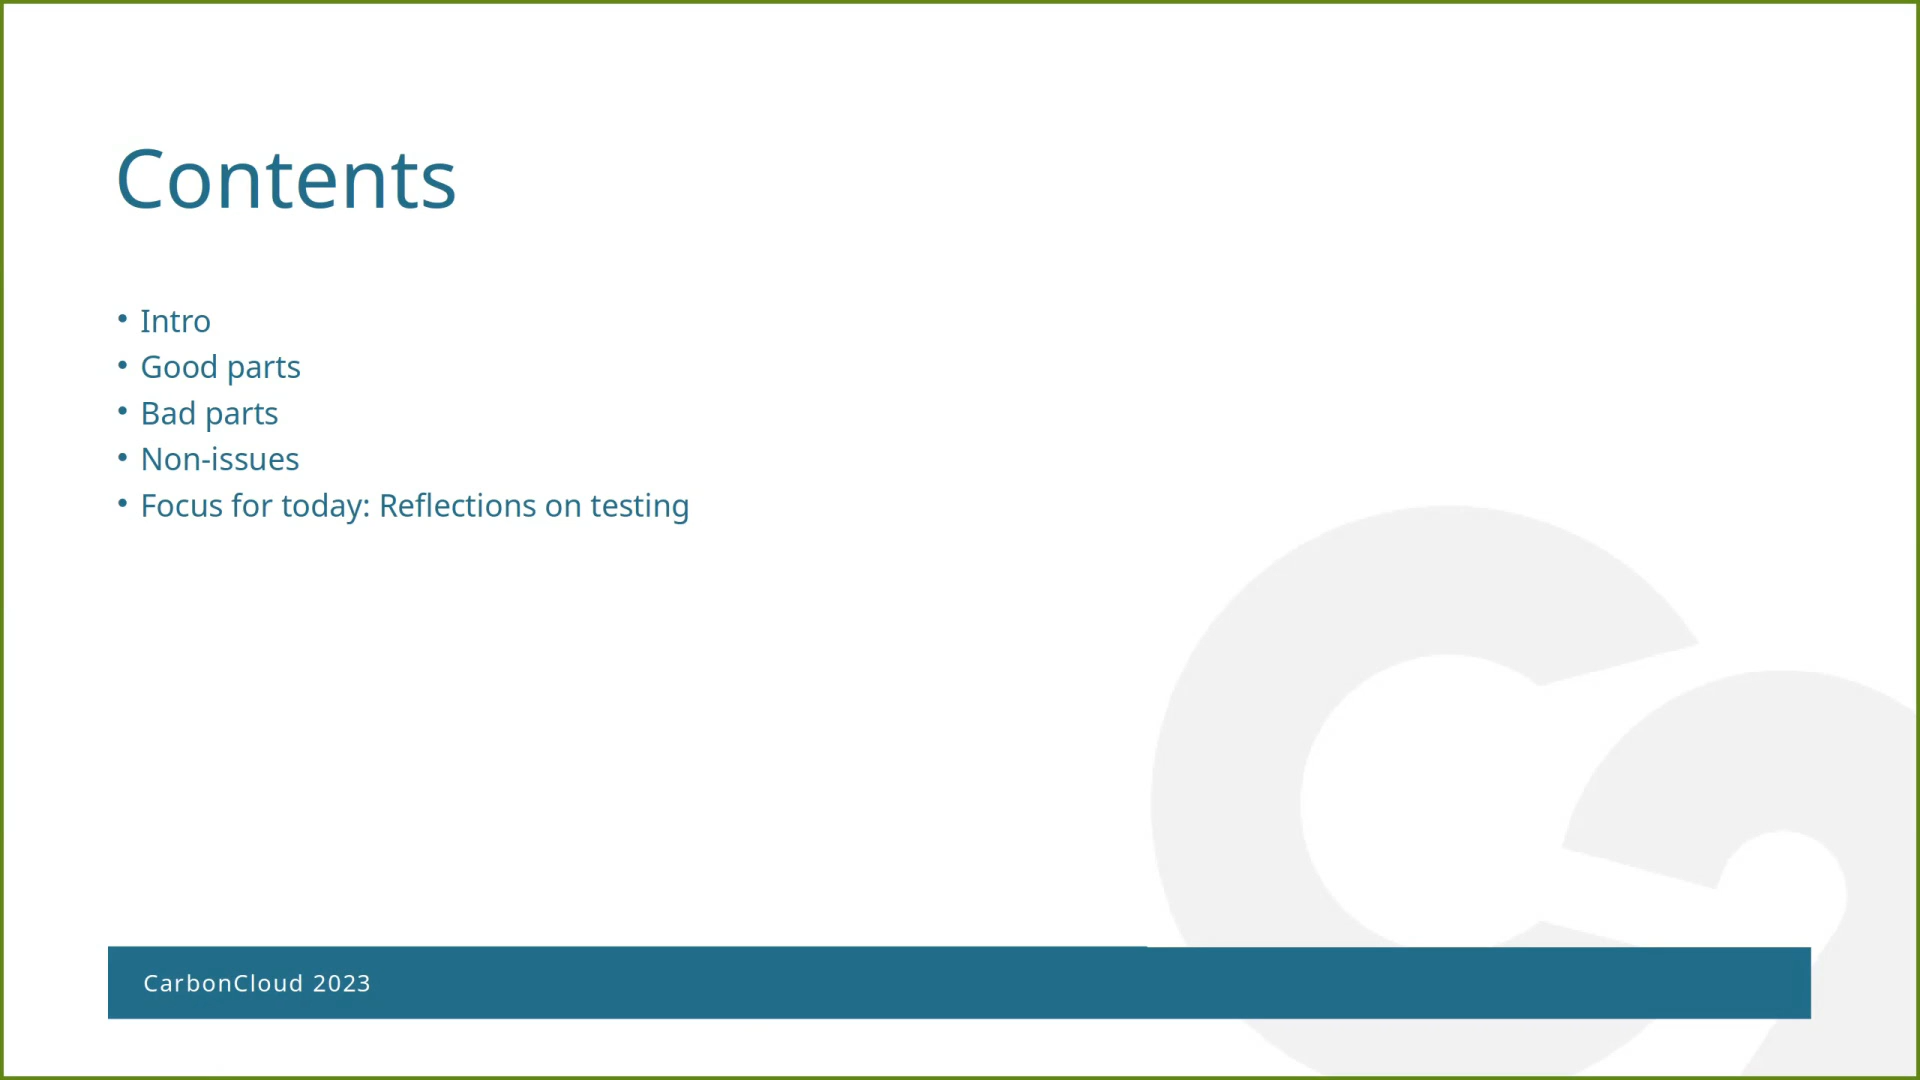 Contents
• Intro
• Good parts
• Bad parts
• Non-issues
• Focus for today: Reflections on testing
CarbonCloud 2023